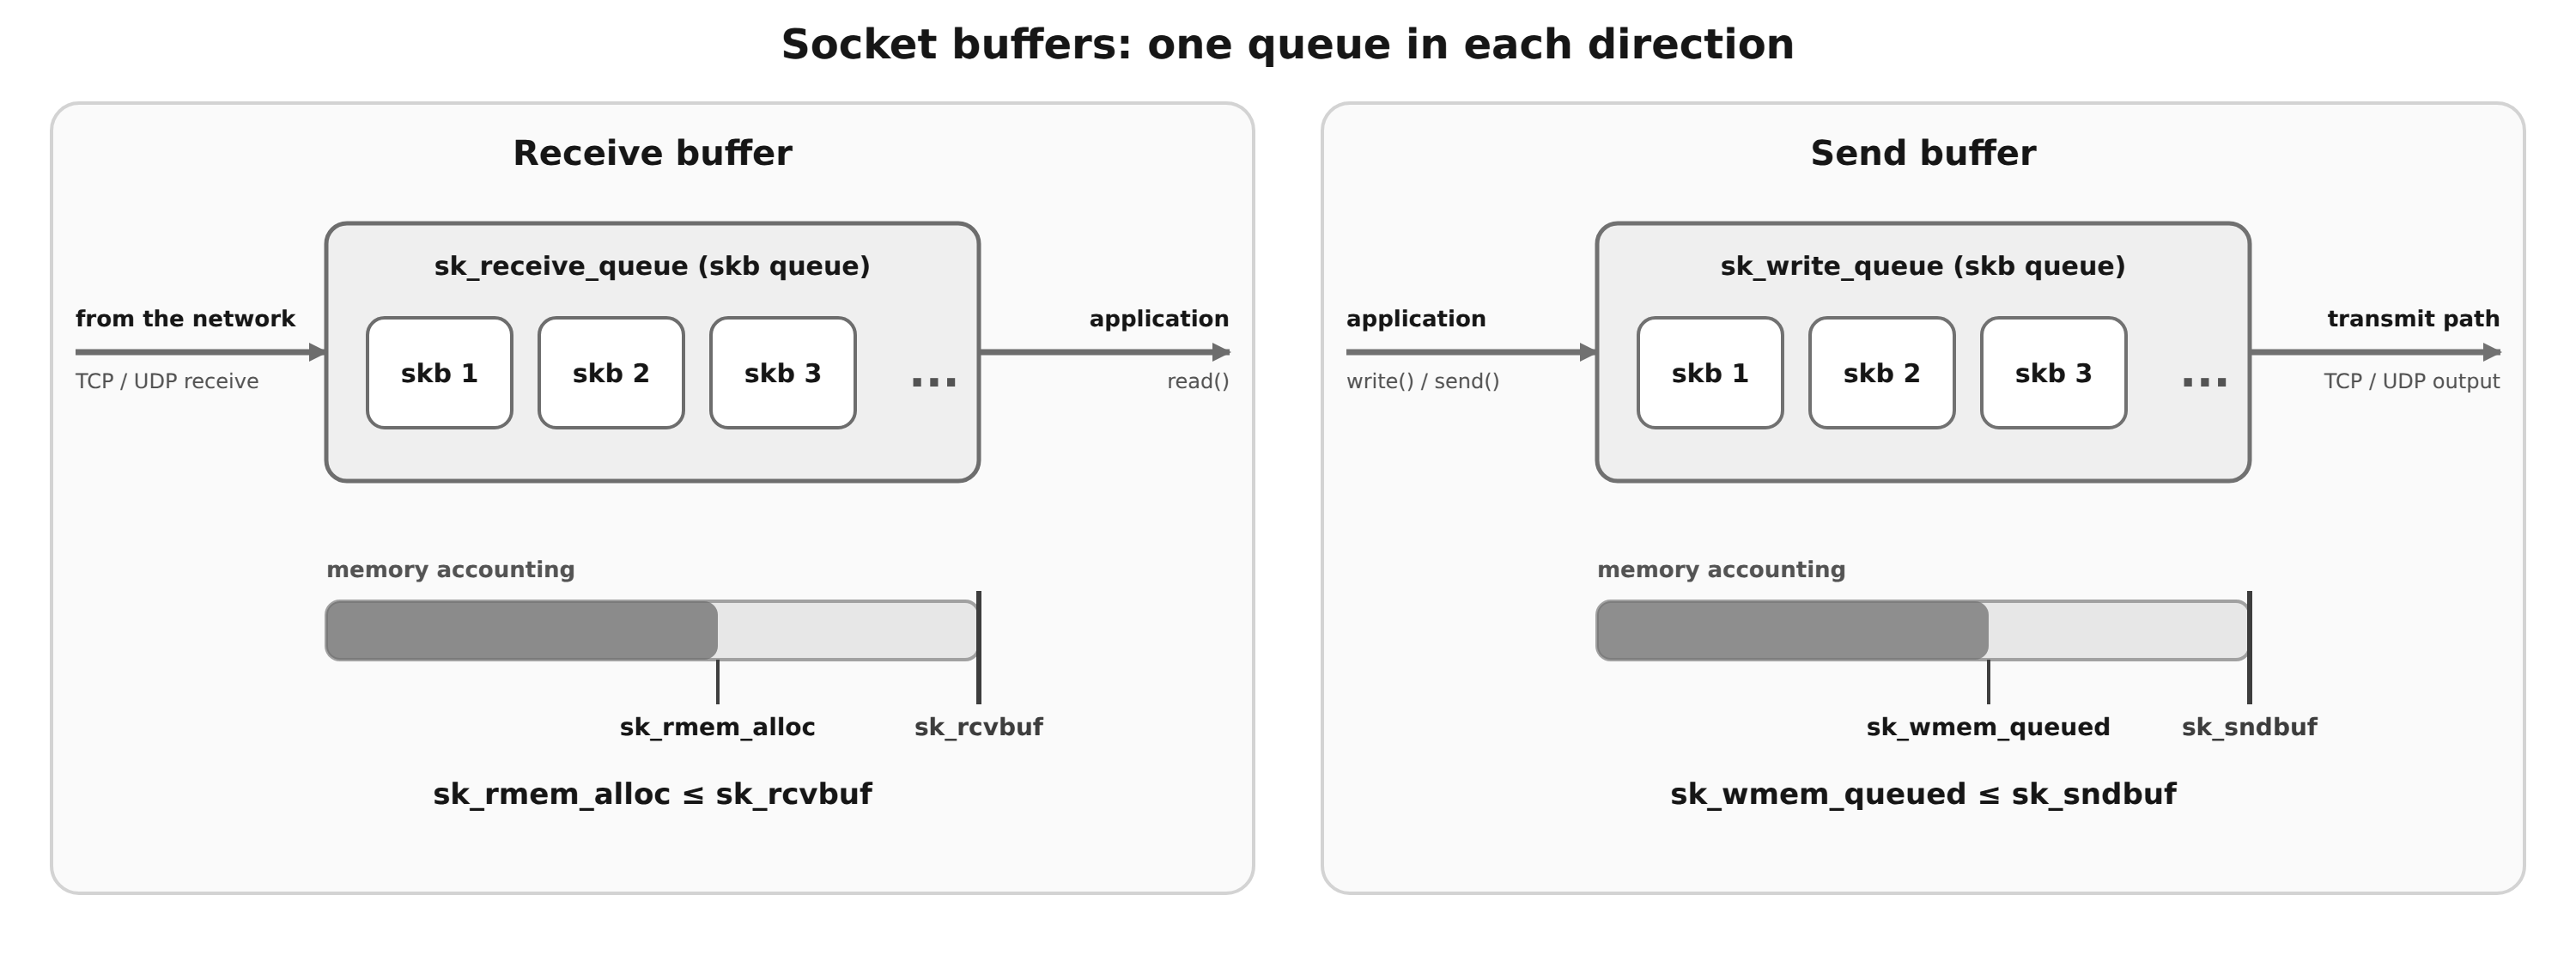 Socket buffers: one queue in each direction
Receive buffer
sk_receive_queue (skb queue)
from the network
TCP / UDP receive
skb 1
skb 2
skb 3
...
application
read()
memory accounting
sk_rmem_alloc
sk_rcvbuf
sk_rmem_alloc ≤ sk_rcvbuf
Send buffer
sk_write_queue (skb queue)
application
write() / send()
skb 1
skb 2
skb 3
...
transmit path
TCP / UDP output
memory accounting
sk_wmem_queued
sk_sndbuf
sk_wmem_queued ≤ sk_sndbuf